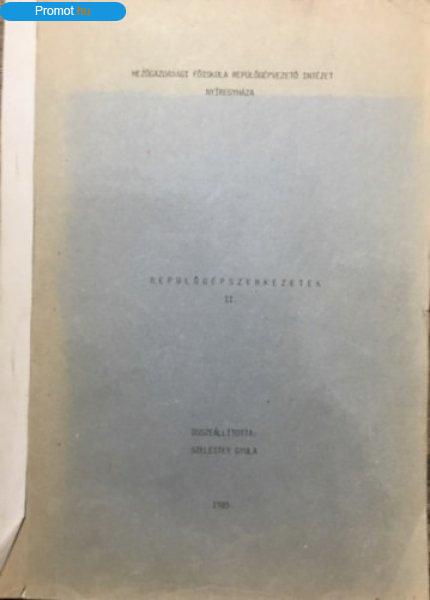 Promot.hu
MEZŐGAZDASÁGI FŐISKOLA REPÜLŐGÉPVEZETŐ INTÉZET
NYÍREGYHÁZA
REPÜLŐGÉPSZERKEZETEK
II.
ÖSSZEÁLLÍTOTTA:
SZELESTEY GYULA
1985.